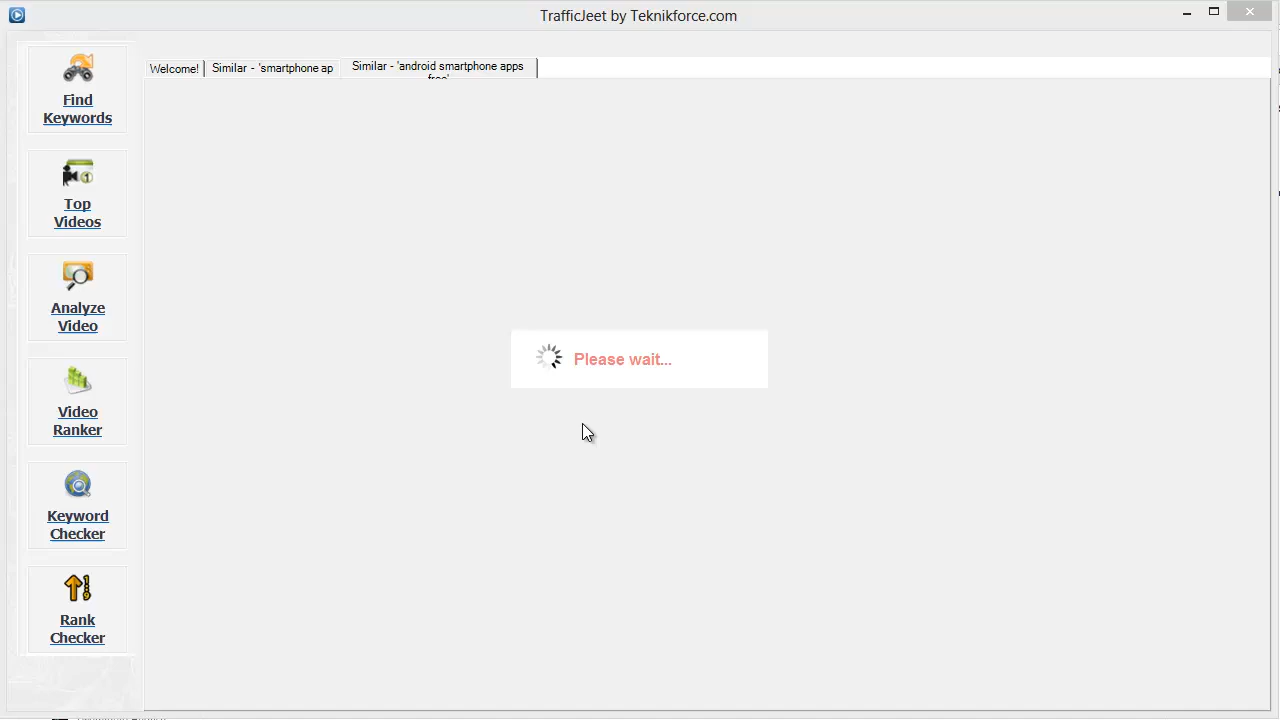 TrafficJeet by Teknikforce.com
Welcome!
Similar - 'smartphone ap
Similar - 'android smartphone apps
free'
Find
Keywords
Top
Videos
Analyze
Video
Video
Ranker
Keyword
Checker
Rank
Checker
Please wait...